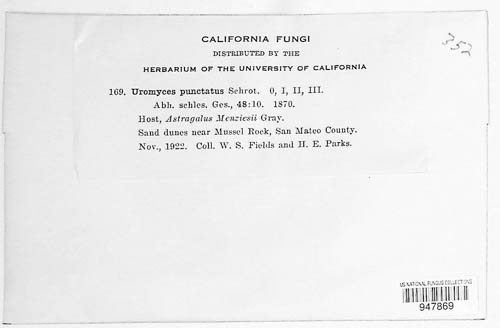 CALIFORNIA FUNGI
352
DISTRIBUTED BY THE
HERBARIUM OF THE UNIVERSITY OF CALIFORNIA
169. Uromyces punctatus Schrot. 0, I, II, III.
Abh. schles. Ges., 48:10. 1870.
Host, Astragalus Menziesii Gray.
Sand dunes near Mussel Rock, San Mateo County.
Nov., 1922. Coll. W. S. Fields and H. E. Parks.
US NATIONAL FUNGUS COLLECTIONS
947869